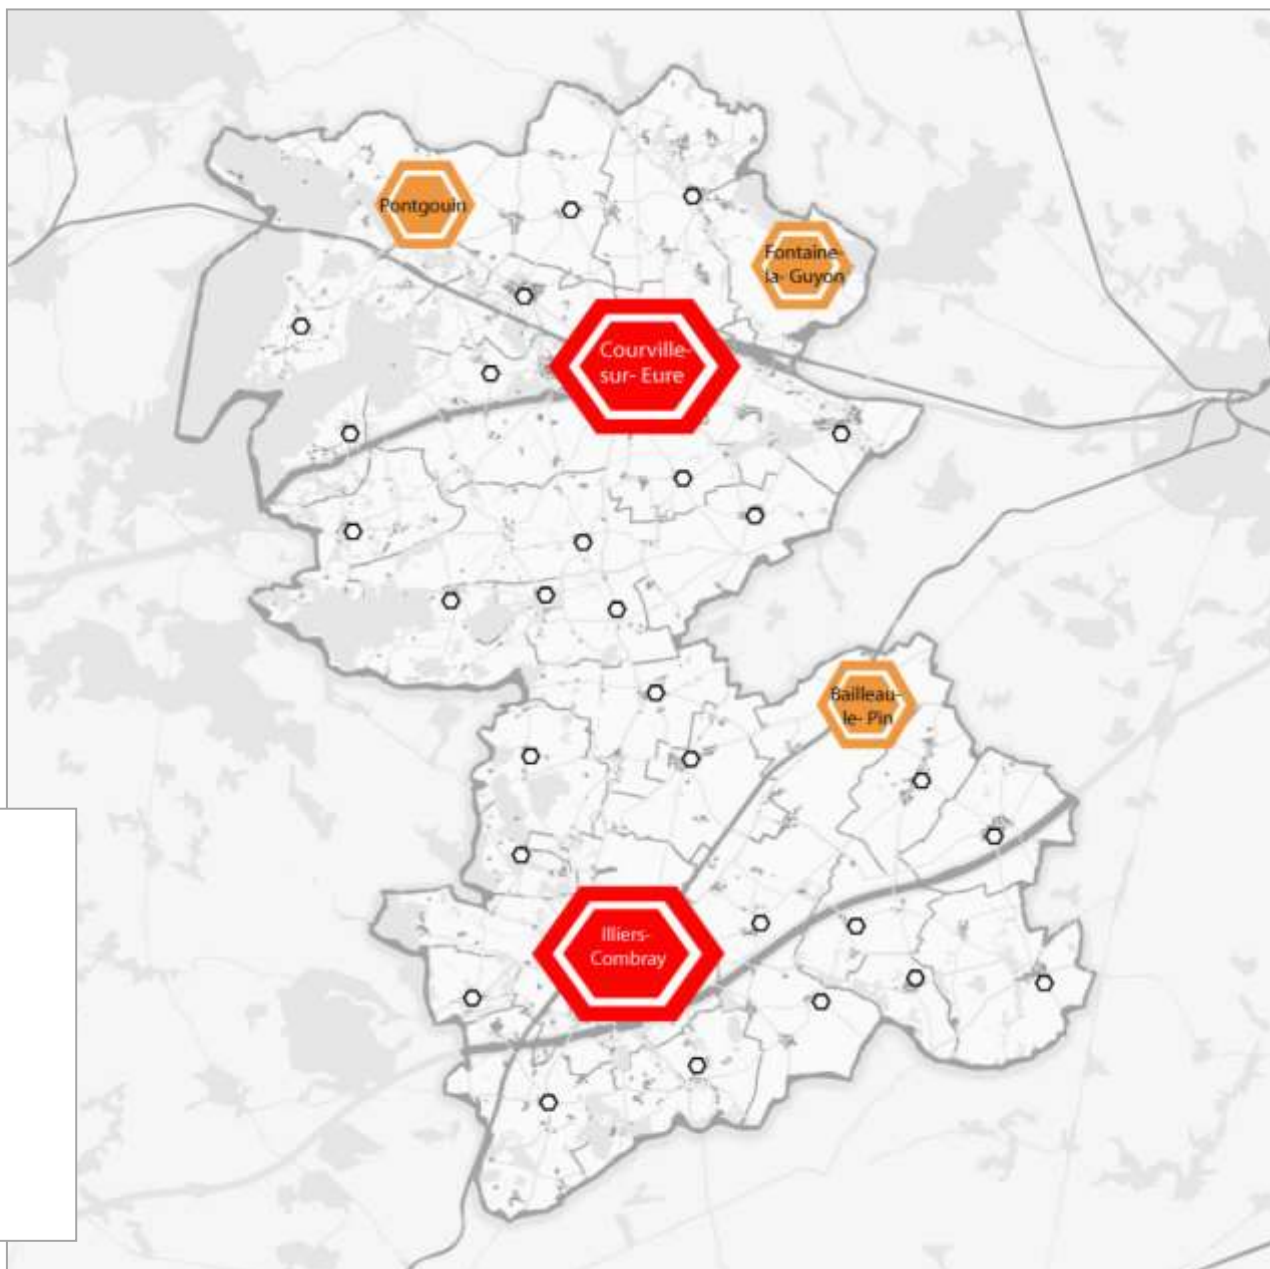 Pontgouin
Fontaine-
la- Guyon
Courville-
sur- Eure
Bailleau-
le- Pin
Illiers-
Combray